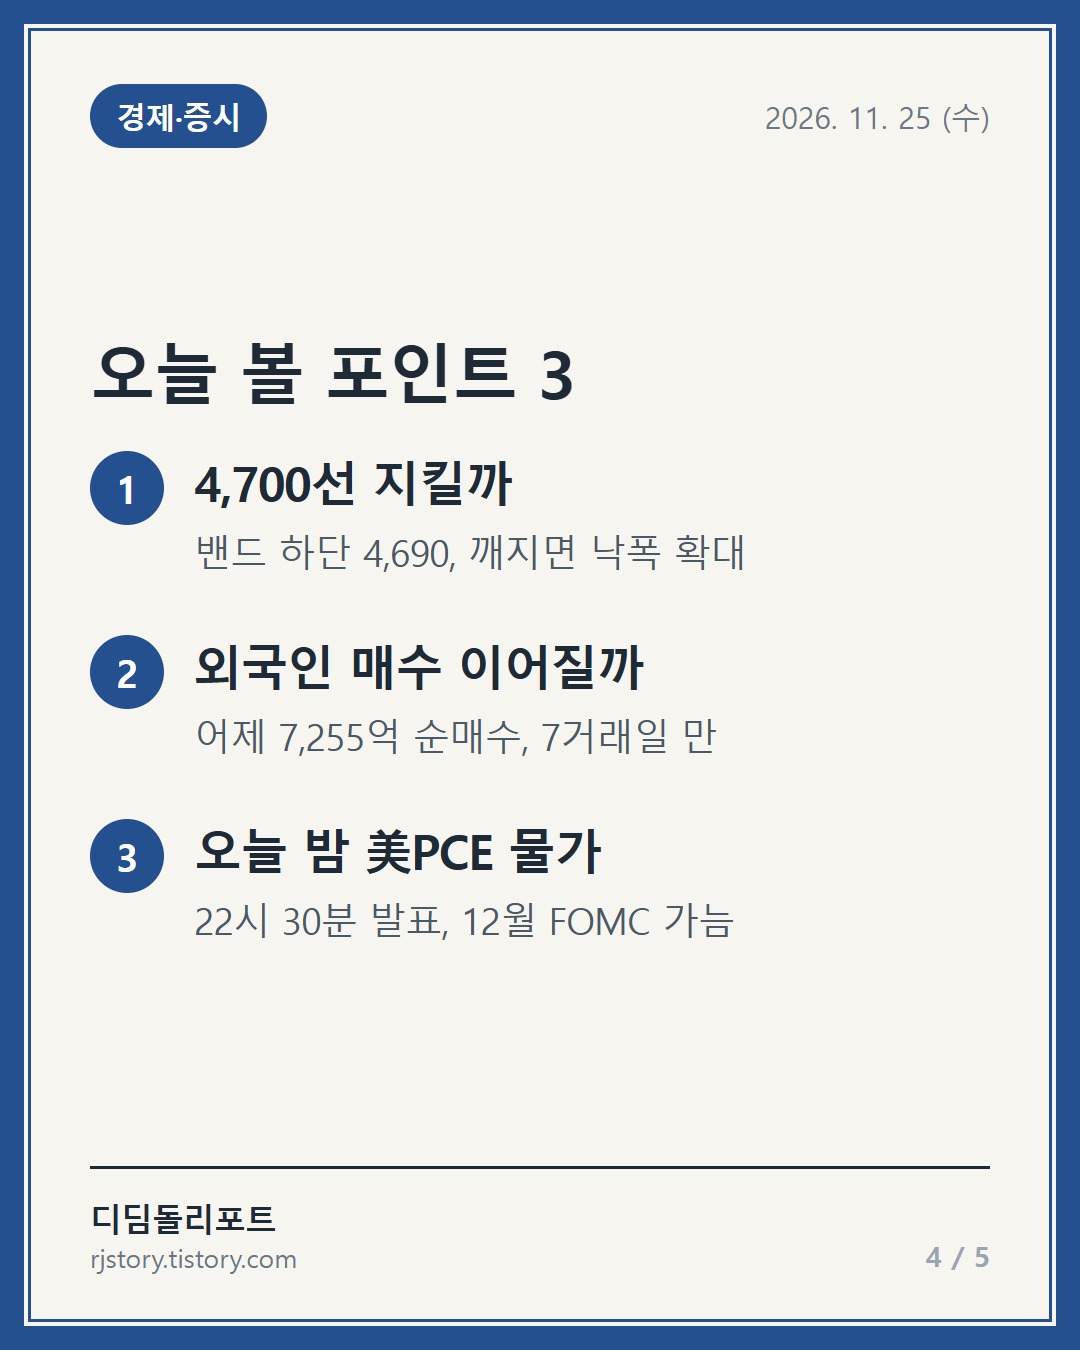 경제·증시
2026. 11. 25 (수)
오늘 볼 포인트 3
1
4,700선 지킬까
밴드 하단 4,690, 깨지면 낙폭 확대
2
외국인 매수 이어질까
어제 7,255억 순매수, 7거래일 만
3
오늘 밤 美PCE 물가
22시 30분 발표, 12월 FOMC 가늠
디딤돌리포트
rjstory.tistory.com
4 / 5